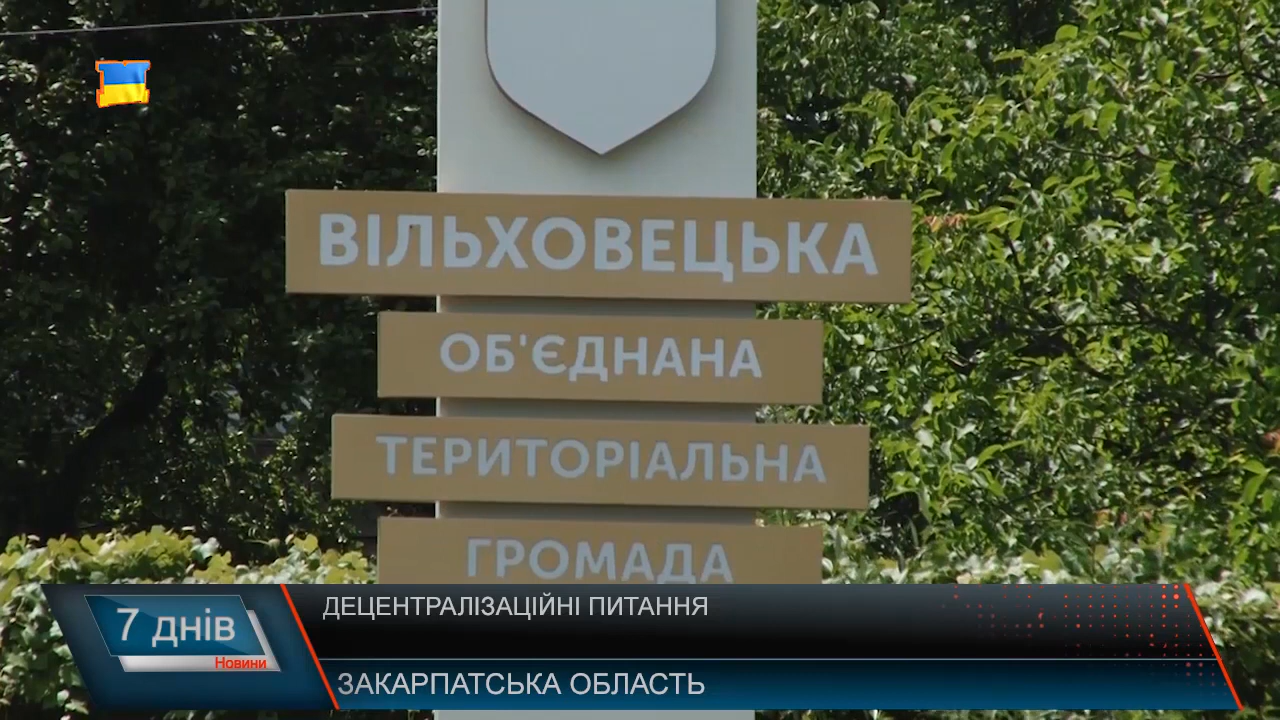 ВІЛЬХОВЕЦЬКА
ОБ'ЄДНАНА
ТЕРИТОРІАЛЬНА
ГРОМАДА
7 днів
Новини
ДЕЦЕНТРАЛІЗАЦІЙНІ ПИТАННЯ
ЗАКАРПАТСЬКА ОБЛАСТЬ